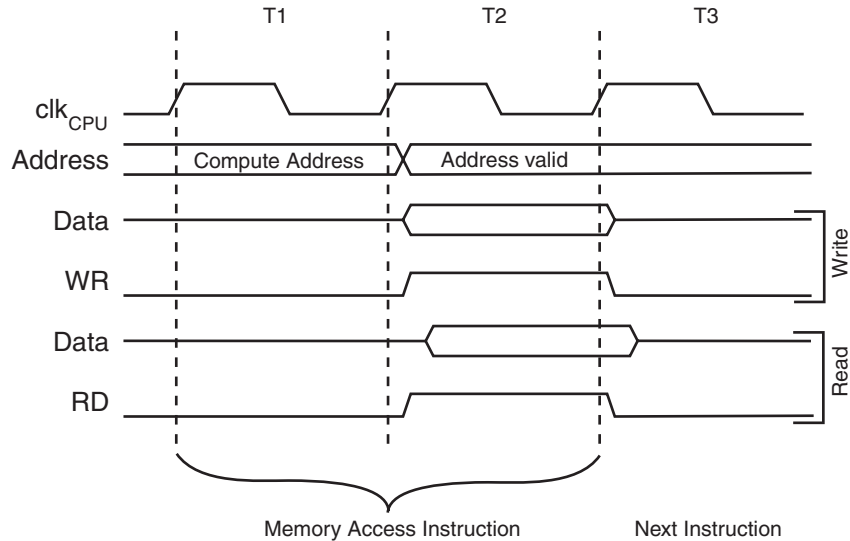 T1 T2 T3
clkCPU
Address Compute Address Address valid
Data
WR
Write
Data
RD
Read
Memory Access Instruction Next Instruction